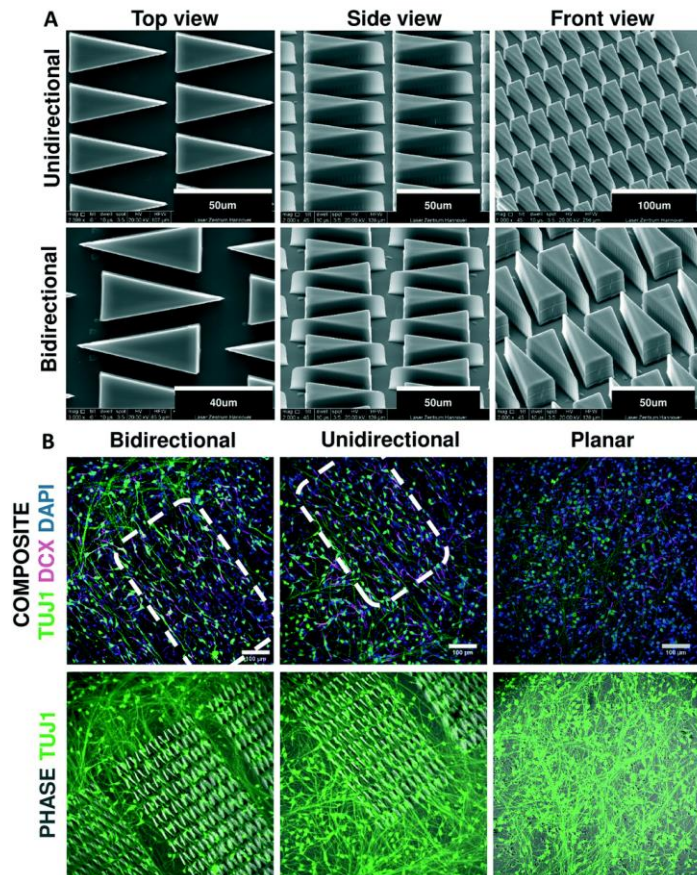 A
Top view
Side view
Front view
Unidirectional
50um
50um
100um
Laser Zentrum Hannover
Laser Zentrum Hannover
Laser Zentrum Hannover
Bidirectional
40um
50um
50um
Laser Zentrum Hannover
Laser Zentrum Hannover
Laser Zentrum Hannover
B
Bidirectional
Unidirectional
Planar
COMPOSITE
TUJ1 DCX DAPI
100 µm
100 µm
100 µm
PHASE TUJ1